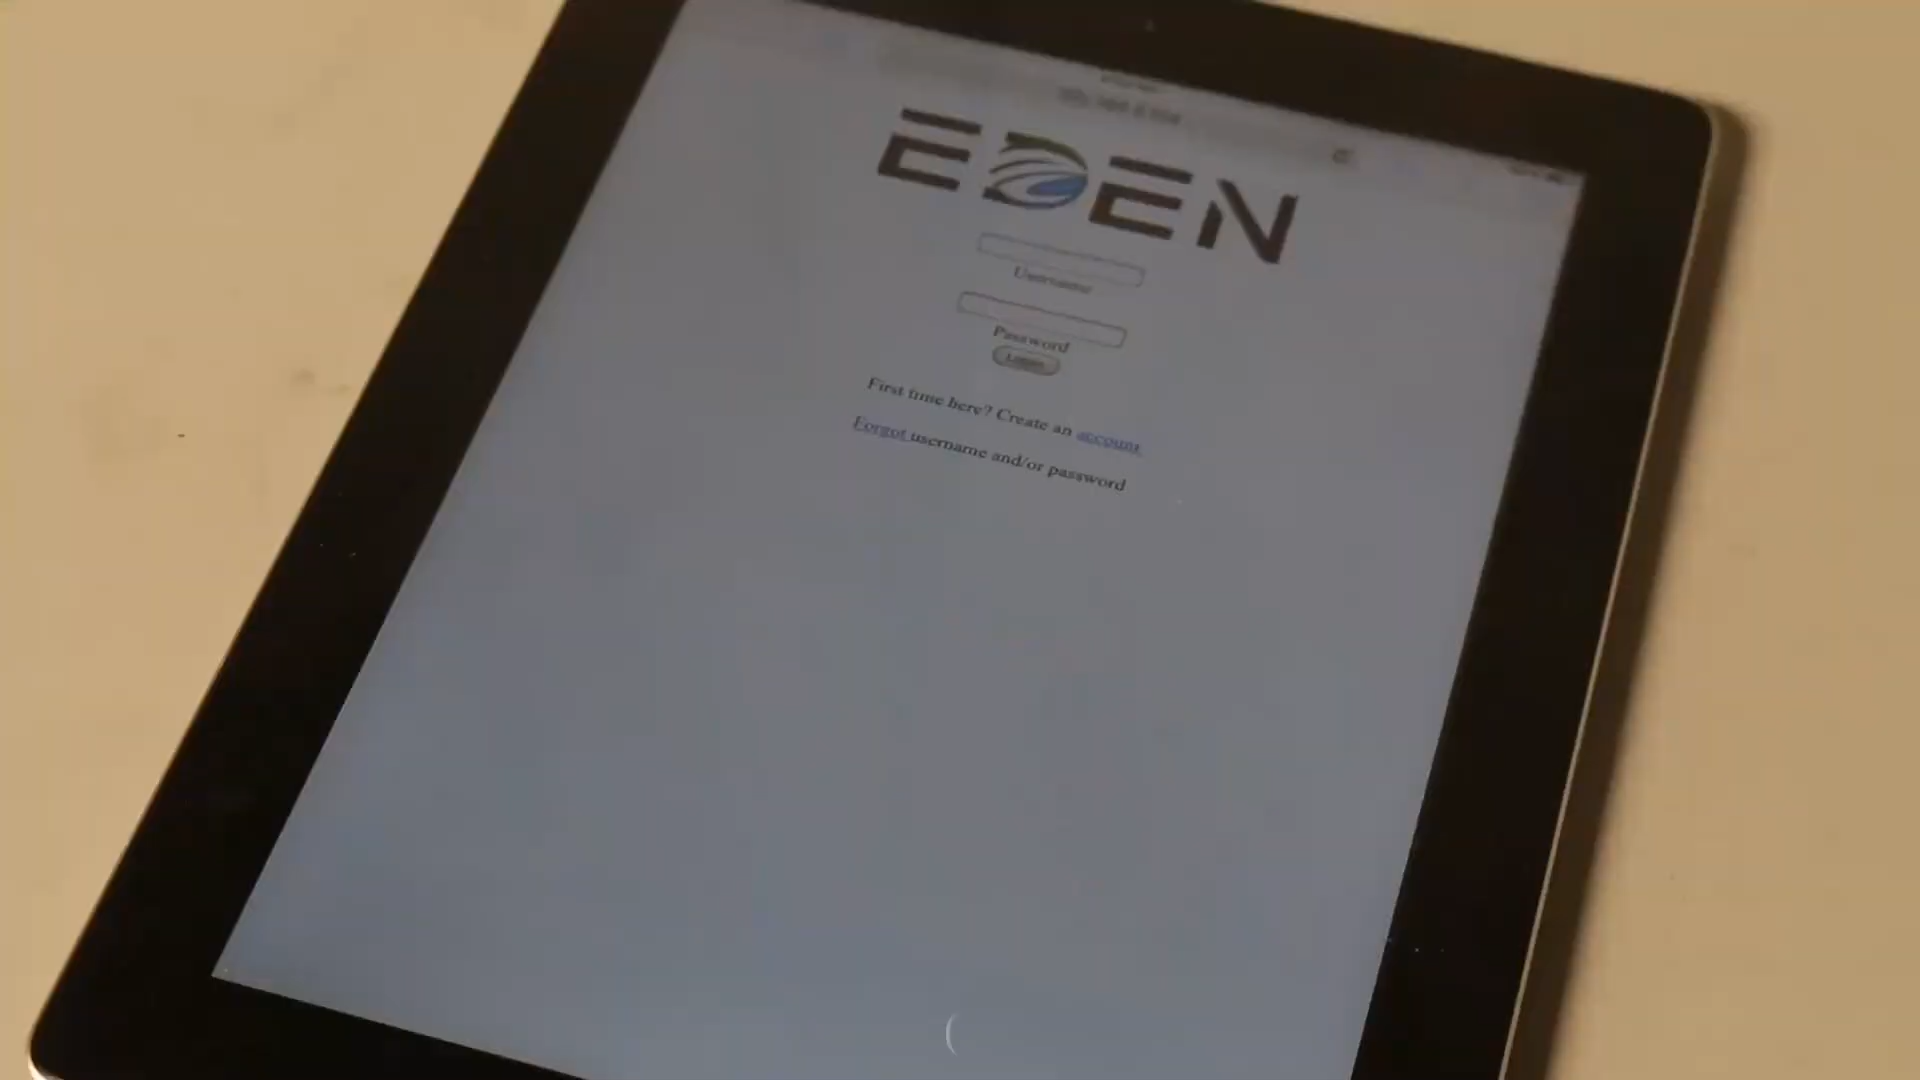 EDEN
Username
Password
Login
First time here? Create an account.
Forgot username and/or password